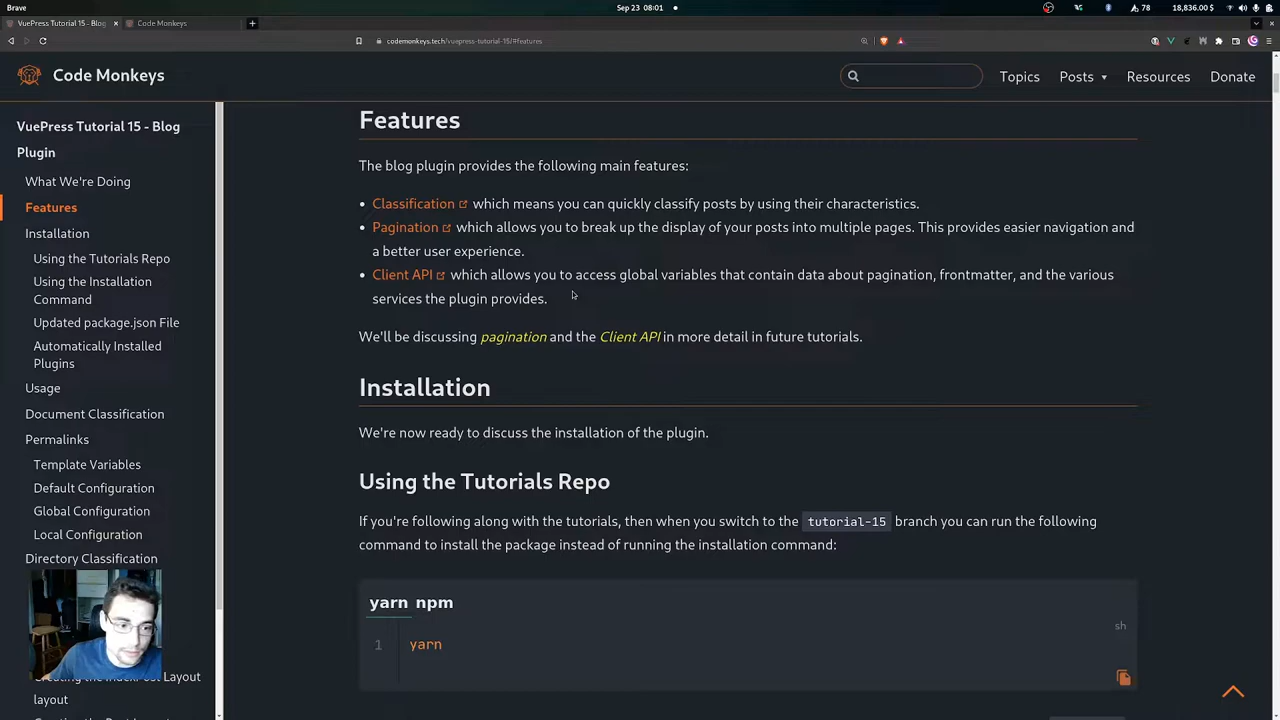 Brave
Sep 23 08:01
78
18,836.00 $
VuePress Tutorial 15 - Blog
Code Monkeys
codemonkeys.tech/vuepress-tutorial-15/#features
Code Monkeys
Topics
Posts
Resources
Donate
VuePress Tutorial 15 - Blog
Plugin
What We're Doing
Features
Installation
Using the Tutorials Repo
Using the Installation
Command
Updated package.json File
Automatically Installed
Plugins
Usage
Document Classification
Permalinks
Template Variables
Default Configuration
Global Configuration
Local Configuration
Directory Classification
Creating the IndexPost Layout
layout
Features
The blog plugin provides the following main features:
• Classification which means you can quickly classify posts by using their characteristics.
• Pagination which allows you to break up the display of your posts into multiple pages. This provides easier navigation and
a better user experience.
• Client API which allows you to access global variables that contain data about pagination, frontmatter, and the various
services the plugin provides.
We'll be discussing pagination and the Client API in more detail in future tutorials.
Installation
We're now ready to discuss the installation of the plugin.
Using the Tutorials Repo
If you're following along with the tutorials, then when you switch to the tutorial-15 branch you can run the following
command to install the package instead of running the installation command:
yarn npm
sh
1 yarn